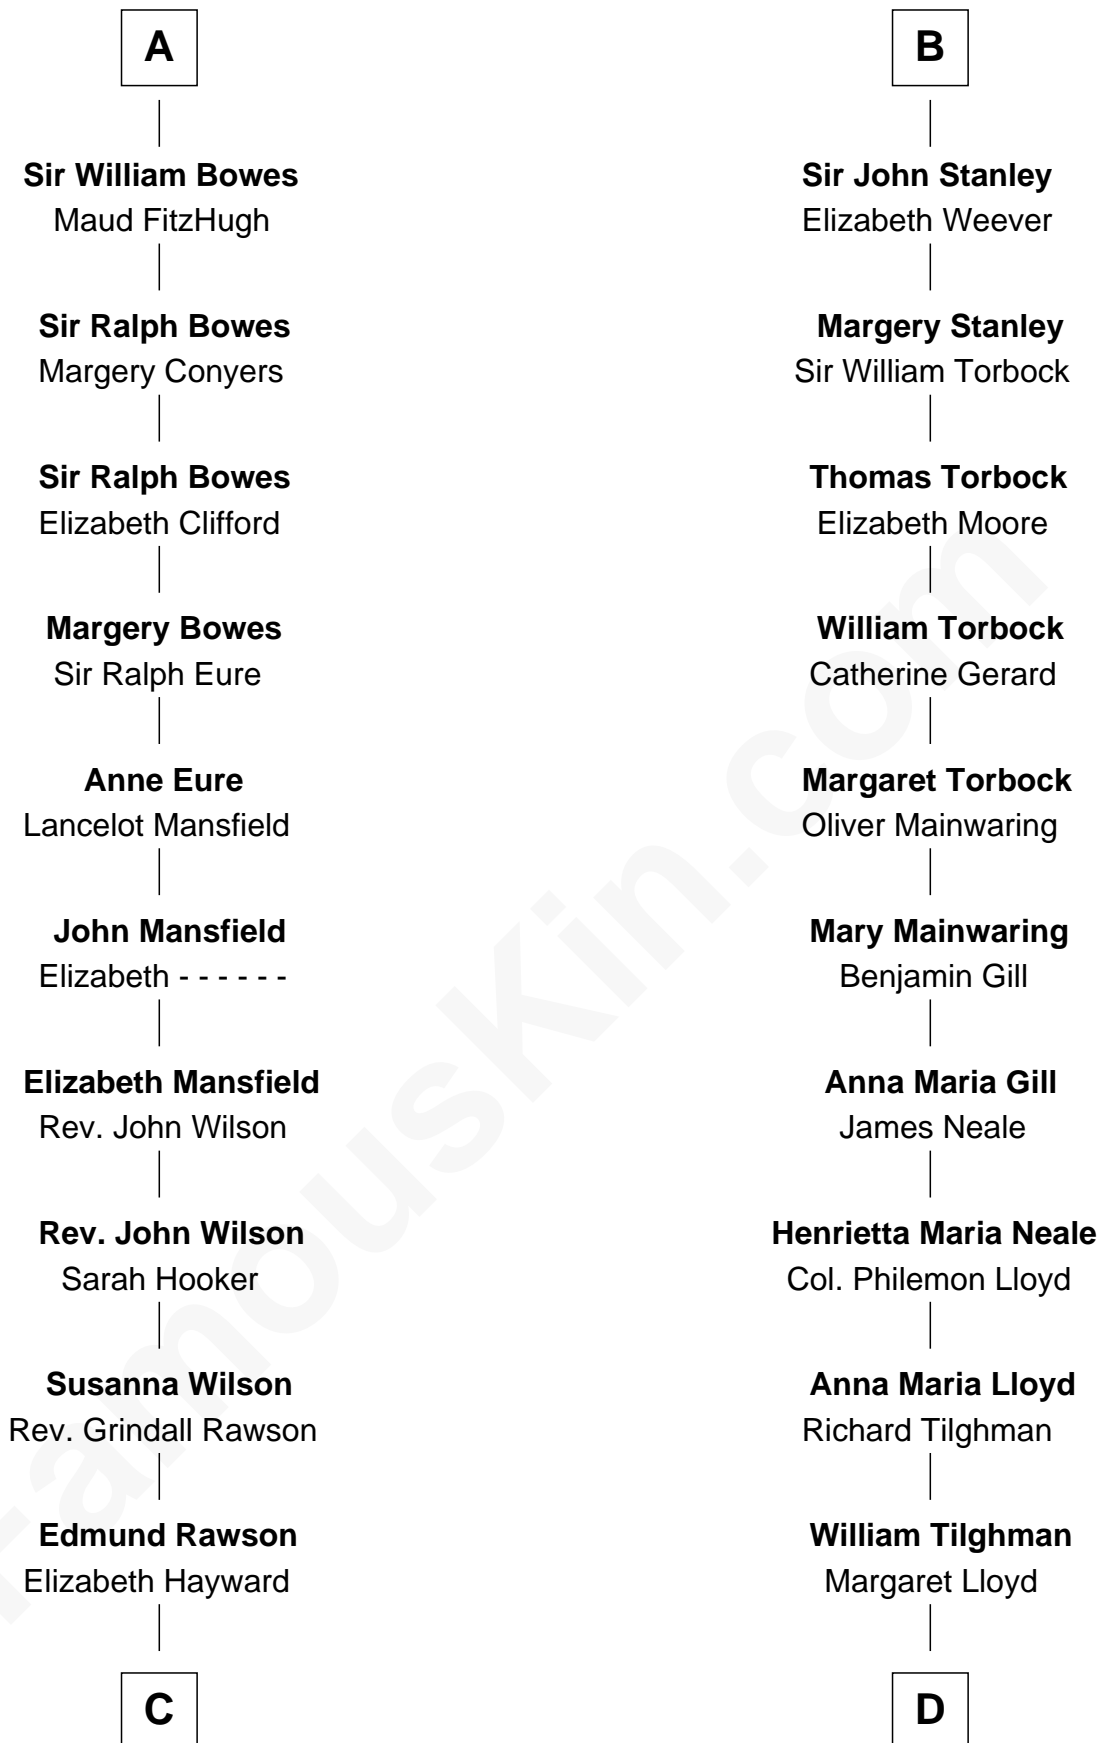 A
Sir William Bowes
Maud FitzHugh
Sir Ralph Bowes
Margery Conyers
Sir Ralph Bowes
Elizabeth Clifford
Margery Bowes
Sir Ralph Eure
Anne Eure
Lancelot Mansfield
John Mansfield
Elizabeth - - - - - -
Elizabeth Mansfield
Rev. John Wilson
Rev. John Wilson
Sarah Hooker
Susanna Wilson
Rev. Grindall Rawson
Edmund Rawson
Elizabeth Hayward
C
B
Sir John Stanley
Elizabeth Weever
Margery Stanley
Sir William Torbock
Thomas Torbock
Elizabeth Moore
William Torbock
Catherine Gerard
Margaret Torbock
Oliver Mainwaring
Mary Mainwaring
Benjamin Gill
Anna Maria Gill
James Neale
Henrietta Maria Neale
Col. Philemon Lloyd
Anna Maria Lloyd
Richard Tilghman
William Tilghman
Margaret Lloyd
D
FamousKin.com